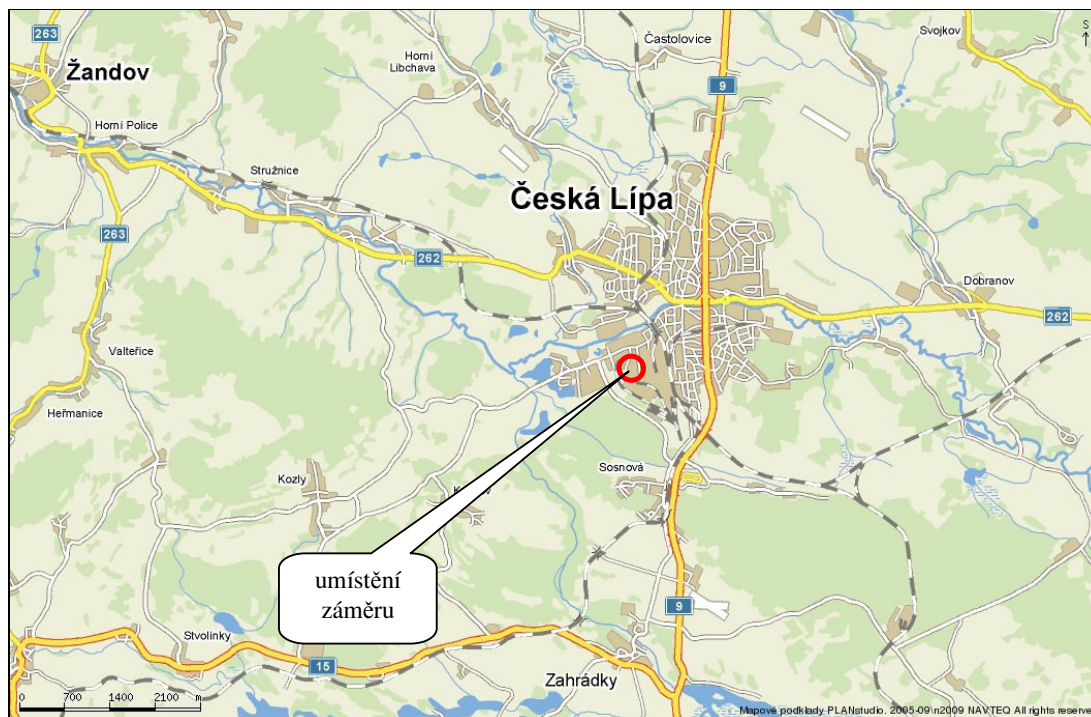 263
Žandov
Horní Police
Stružnice
263
262
Horní
Libchava
Častolovice
9
Svojkov
S
Česká Lípa
Dobranov
262
Valteřice
Heřmanice
Kozly
Sosnová
umístění
záměru
9
Stvolínky
15
Zahrádky
0 700 1400 2100 m
Mapové podklady PLANstudio, 2005-09\n2009 NAVTEQ All rights reserve